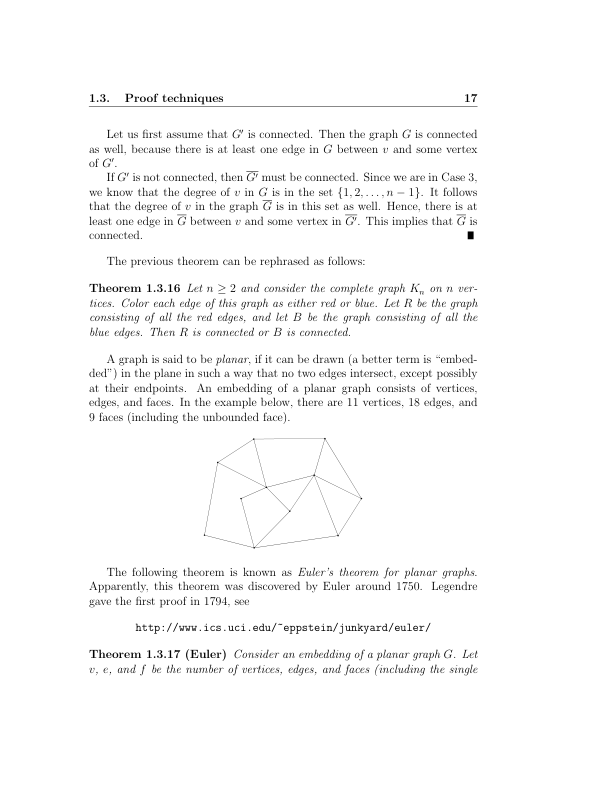 1.3. Proof techniques 17
Let us first assume that G′ is connected. Then the graph G is connected
as well, because there is at least one edge in G between v and some vertex
of G′.
If G′ is not connected, then G̅′ must be connected. Since we are in Case 3,
we know that the degree of v in G is in the set {1, 2, . . . , n − 1}. It follows
that the degree of v in the graph G̅ is in this set as well. Hence, there is at
least one edge in G̅ between v and some vertex in G̅′. This implies that G̅ is
connected. ∎
The previous theorem can be rephrased as follows:
Theorem 1.3.16 Let n ≥ 2 and consider the complete graph Kₙ on n ver-
tices. Color each edge of this graph as either red or blue. Let R be the graph
consisting of all the red edges, and let B be the graph consisting of all the
blue edges. Then R is connected or B is connected.
A graph is said to be planar, if it can be drawn (a better term is “embed-
ded”) in the plane in such a way that no two edges intersect, except possibly
at their endpoints. An embedding of a planar graph consists of vertices,
edges, and faces. In the example below, there are 11 vertices, 18 edges, and
9 faces (including the unbounded face).
The following theorem is known as Euler’s theorem for planar graphs.
Apparently, this theorem was discovered by Euler around 1750. Legendre
gave the first proof in 1794, see
http://www.ics.uci.edu/~eppstein/junkyard/euler/
Theorem 1.3.17 (Euler) Consider an embedding of a planar graph G. Let
v, e, and f be the number of vertices, edges, and faces (including the single